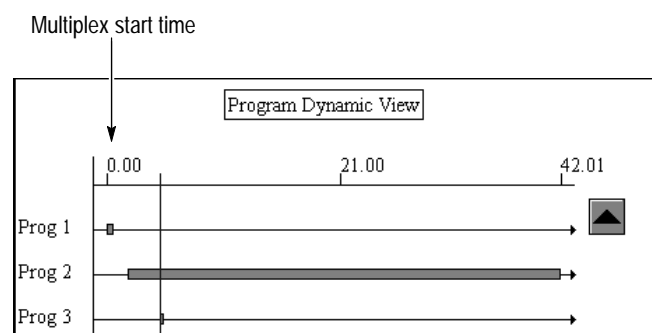 Multiplex start time
Program Dynamic View
0.00 21.00 42.01
Prog 1
Prog 2
Prog 3